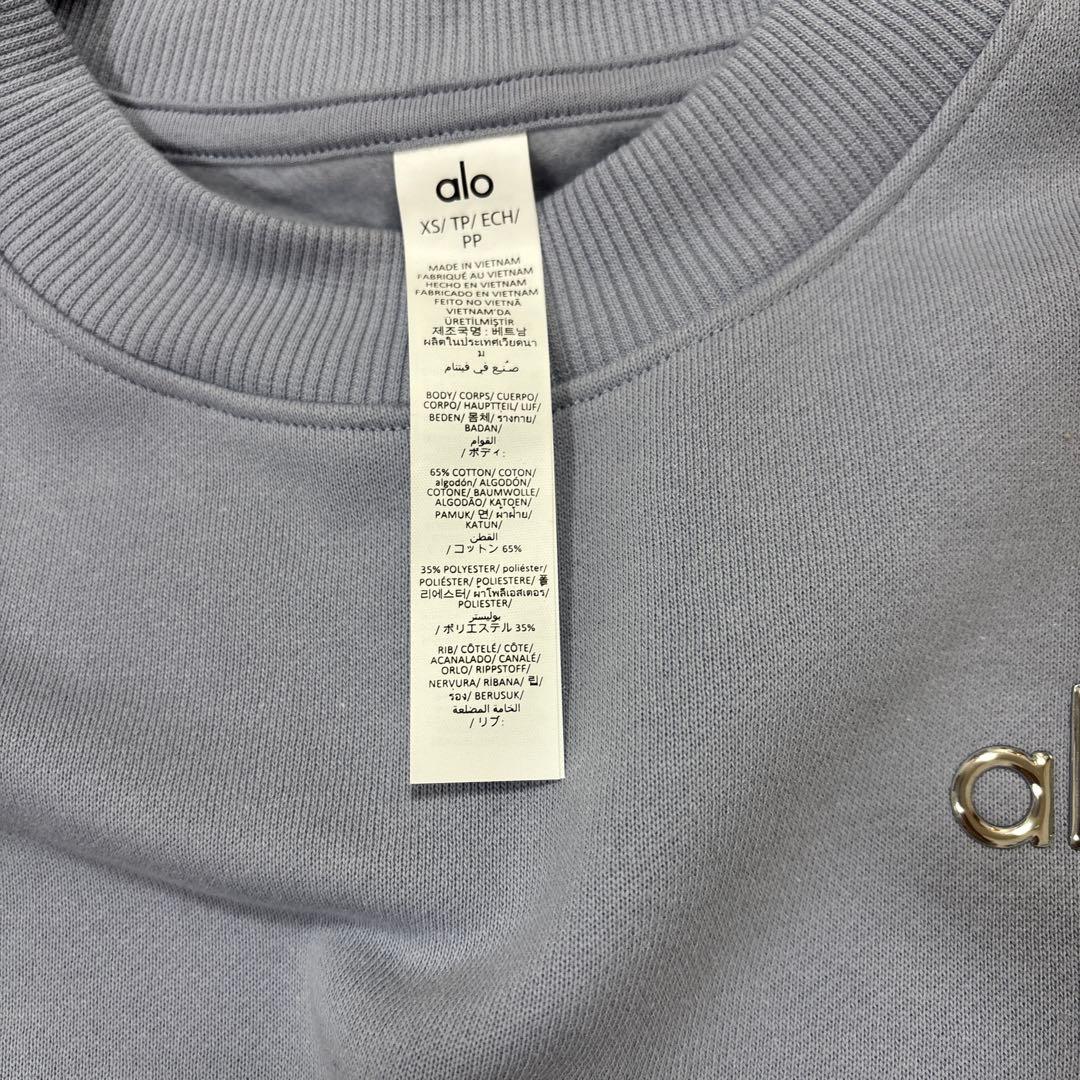 alo
XS/ TP/ ECH/
PP
MADE IN VIETNAM
FABRIQUÉ AU VIETNAM
HECHO EN VIETNAM
FABRICADO EN VIETNAM
FEITO NO VIETNÃ
VIETNAM'DA
ÜRETİLMİŞTİR
제조국명 : 베트남
ผลิตในประเทศเวียดนา
ม
صُنِع في فيتنام
BODY/ CORPS/ CUERPO/
CORPO/ HAUPTTEIL/ LIJF/
BEDEN/ 몸체/ ร่างกาย/
BADAN/
القوام
/ ボディ:
65% COTTON/ COTON/
algodón/ ALGODÓN/
COTONE/ BAUMWOLLE/
ALGODÃO/ KATOEN/
PAMUK/ 면/ ผ้าฝ้าย/
KATUN/
القطن
/ コットン 65%
35% POLYESTER/ poliéster/
POLIÉSTER/ POLIESTERE/ 폴
리에스터/ ผ้าโพลีเอสเตอร/
POLIESTER/
بوليستر
/ ポリエステル 35%
RIB/ CÔTELÉ/ CÔTE/
ACANALADO/ CANALÉ/
ORLO/ RIPPSTOFF/
NERVURA/ RİBANA/ 립/
รอง/ BERUSUK/
الخامة المضلعة
/ リブ:
al